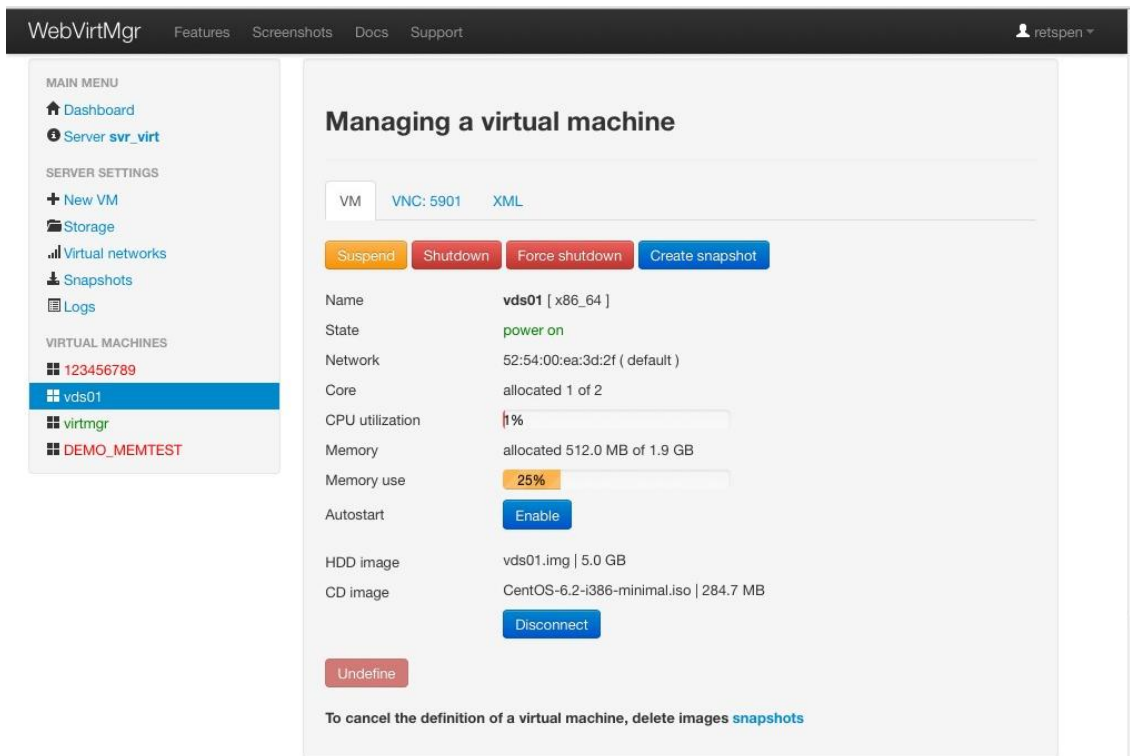 WebVirtMgr Features Screenshots Docs Support retspen
MAIN MENU
Dashboard
Server svr_virt
SERVER SETTINGS
New VM
Storage
Virtual networks
Snapshots
Logs
VIRTUAL MACHINES
123456789
vds01
virtmgr
DEMO_MEMTEST
Managing a virtual machine
VM VNC: 5901 XML
Suspend Shutdown Force shutdown Create snapshot
Name vds01 [ x86_64 ]
State power on
Network 52:54:00:ea:3d:2f ( default )
Core allocated 1 of 2
CPU utilization 1%
Memory allocated 512.0 MB of 1.9 GB
Memory use 25%
Autostart Enable
HDD image vds01.img | 5.0 GB
CD image CentOS-6.2-i386-minimal.iso | 284.7 MB
Disconnect
Undefine
To cancel the definition of a virtual machine, delete images snapshots